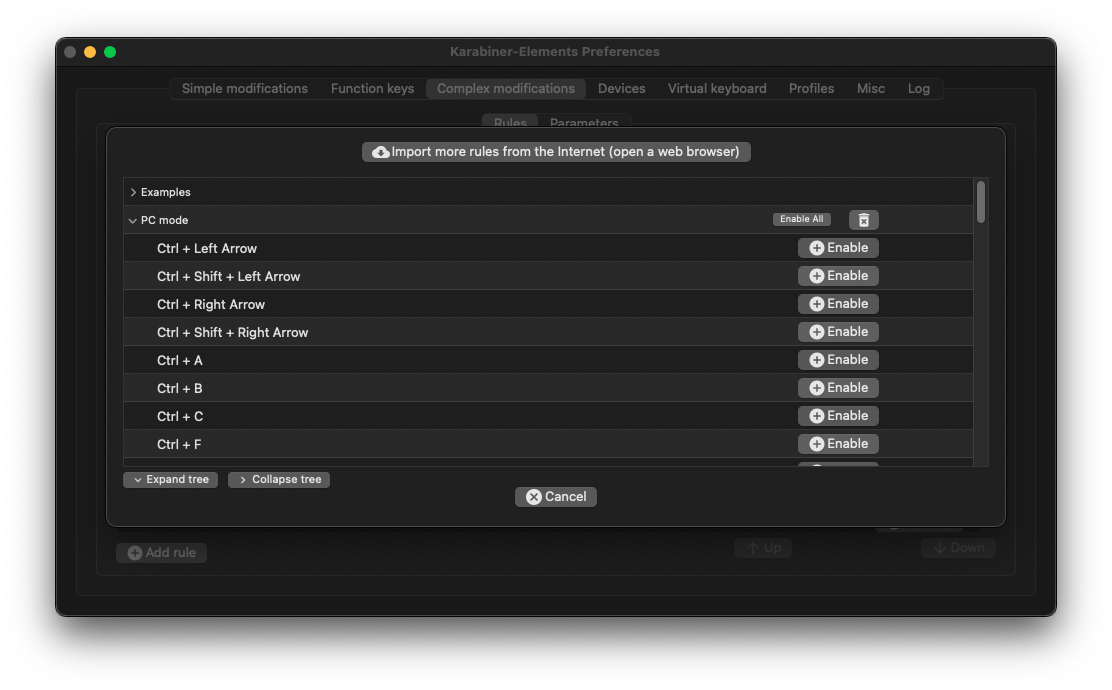 Karabiner-Elements Preferences
Simple modifications Function keys Complex modifications Devices Virtual keyboard Profiles Misc Log
Rules Parameters
Import more rules from the Internet (open a web browser)
Examples
PC mode Enable All
Ctrl + Left Arrow Enable
Ctrl + Shift + Left Arrow Enable
Ctrl + Right Arrow Enable
Ctrl + Shift + Right Arrow Enable
Ctrl + A Enable
Ctrl + B Enable
Ctrl + C Enable
Ctrl + F Enable
Expand tree Collapse tree
Cancel
Add rule Up Down